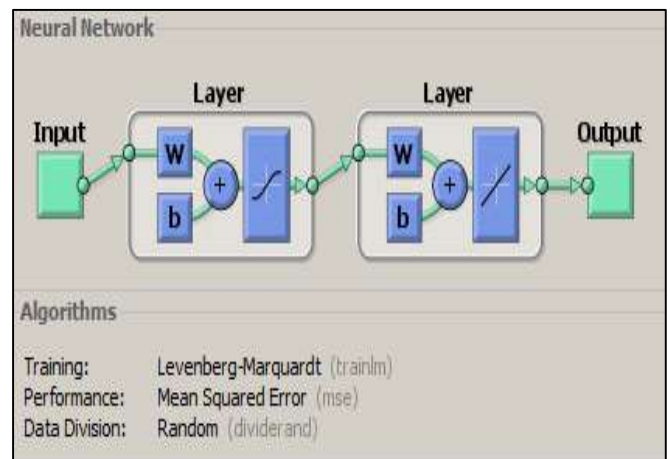 Neural Network
Layer Layer
Input Output
W W
+ +
b b
Algorithms
Training: Levenberg-Marquardt (trainlm)
Performance: Mean Squared Error (mse)
Data Division: Random (dividerand)